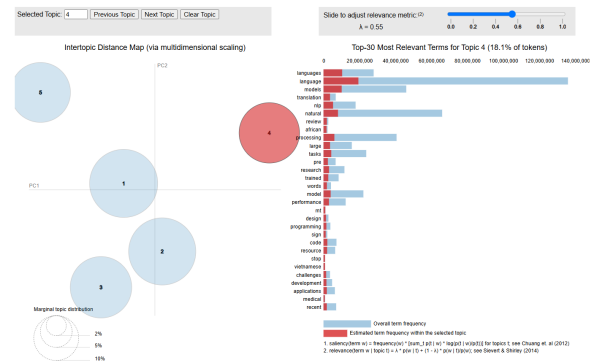 Selected Topic: 4 Previous Topic Next Topic Clear Topic
Slide to adjust relevance metric:(2)
λ = 0.55
0.0 0.2 0.4 0.6 0.8 1.0
Intertopic Distance Map (via multidimensional scaling)
PC2
PC1
5
4
1
2
3
Marginal topic distribution
2%
5%
10%
Top-30 Most Relevant Terms for Topic 4 (18.1% of tokens)
0 20,000,000 40,000,000 60,000,000 80,000,000 100,000,000 120,000,000 140,000,000
languages
language
models
translation
nlp
natural
review
african
processing
large
tasks
pre
research
trained
words
model
performance
mt
design
programming
sign
code
resource
stop
vietnamese
challenges
development
applications
medical
recent
Overall term frequency
Estimated term frequency within the selected topic
1. saliency(term w) = frequency(w) * [sum_t p(t | w) * log(p(t | w)/p(t))] for topics t; see Chuang et. al (2012)
2. relevance(term w | topic t) = λ * p(w | t) + (1 - λ) * p(w | t)/p(w); see Sievert & Shirley (2014)